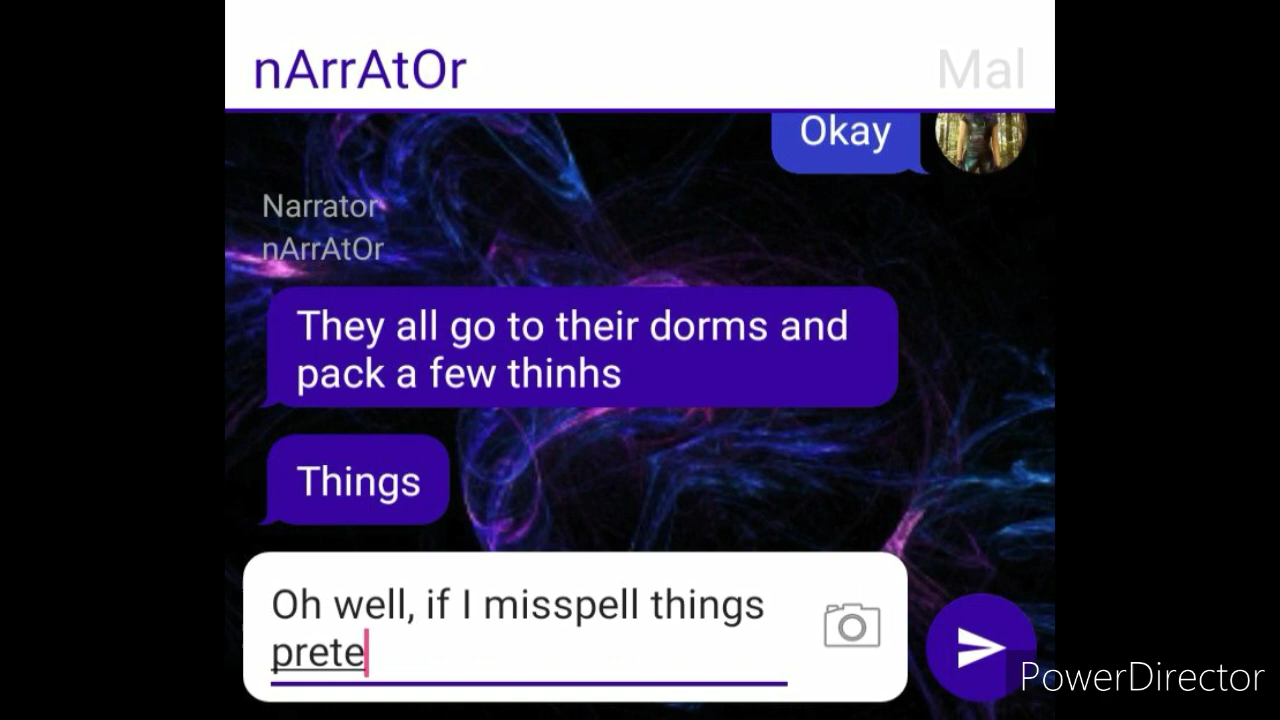 nArrAtOr
Mal
Okay
Narrator
nArrAtOr
They all go to their dorms and
pack a few thinhs
Things
Oh well, if I misspell things
prete
PowerDirector